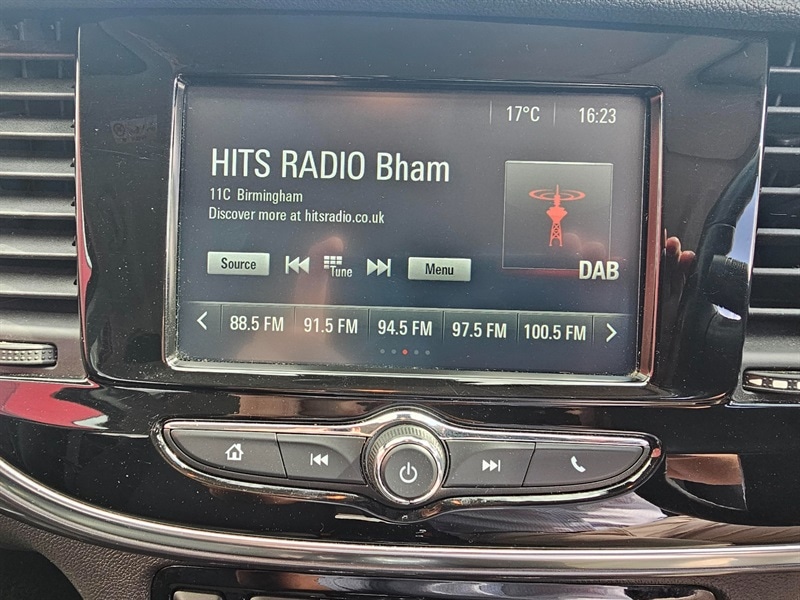 17°C 16:23
HITS RADIO Bham
11C Birmingham
Discover more at hitsradio.co.uk
DAB
Source Tune Menu
88.5 FM 91.5 FM 94.5 FM 97.5 FM 100.5 FM